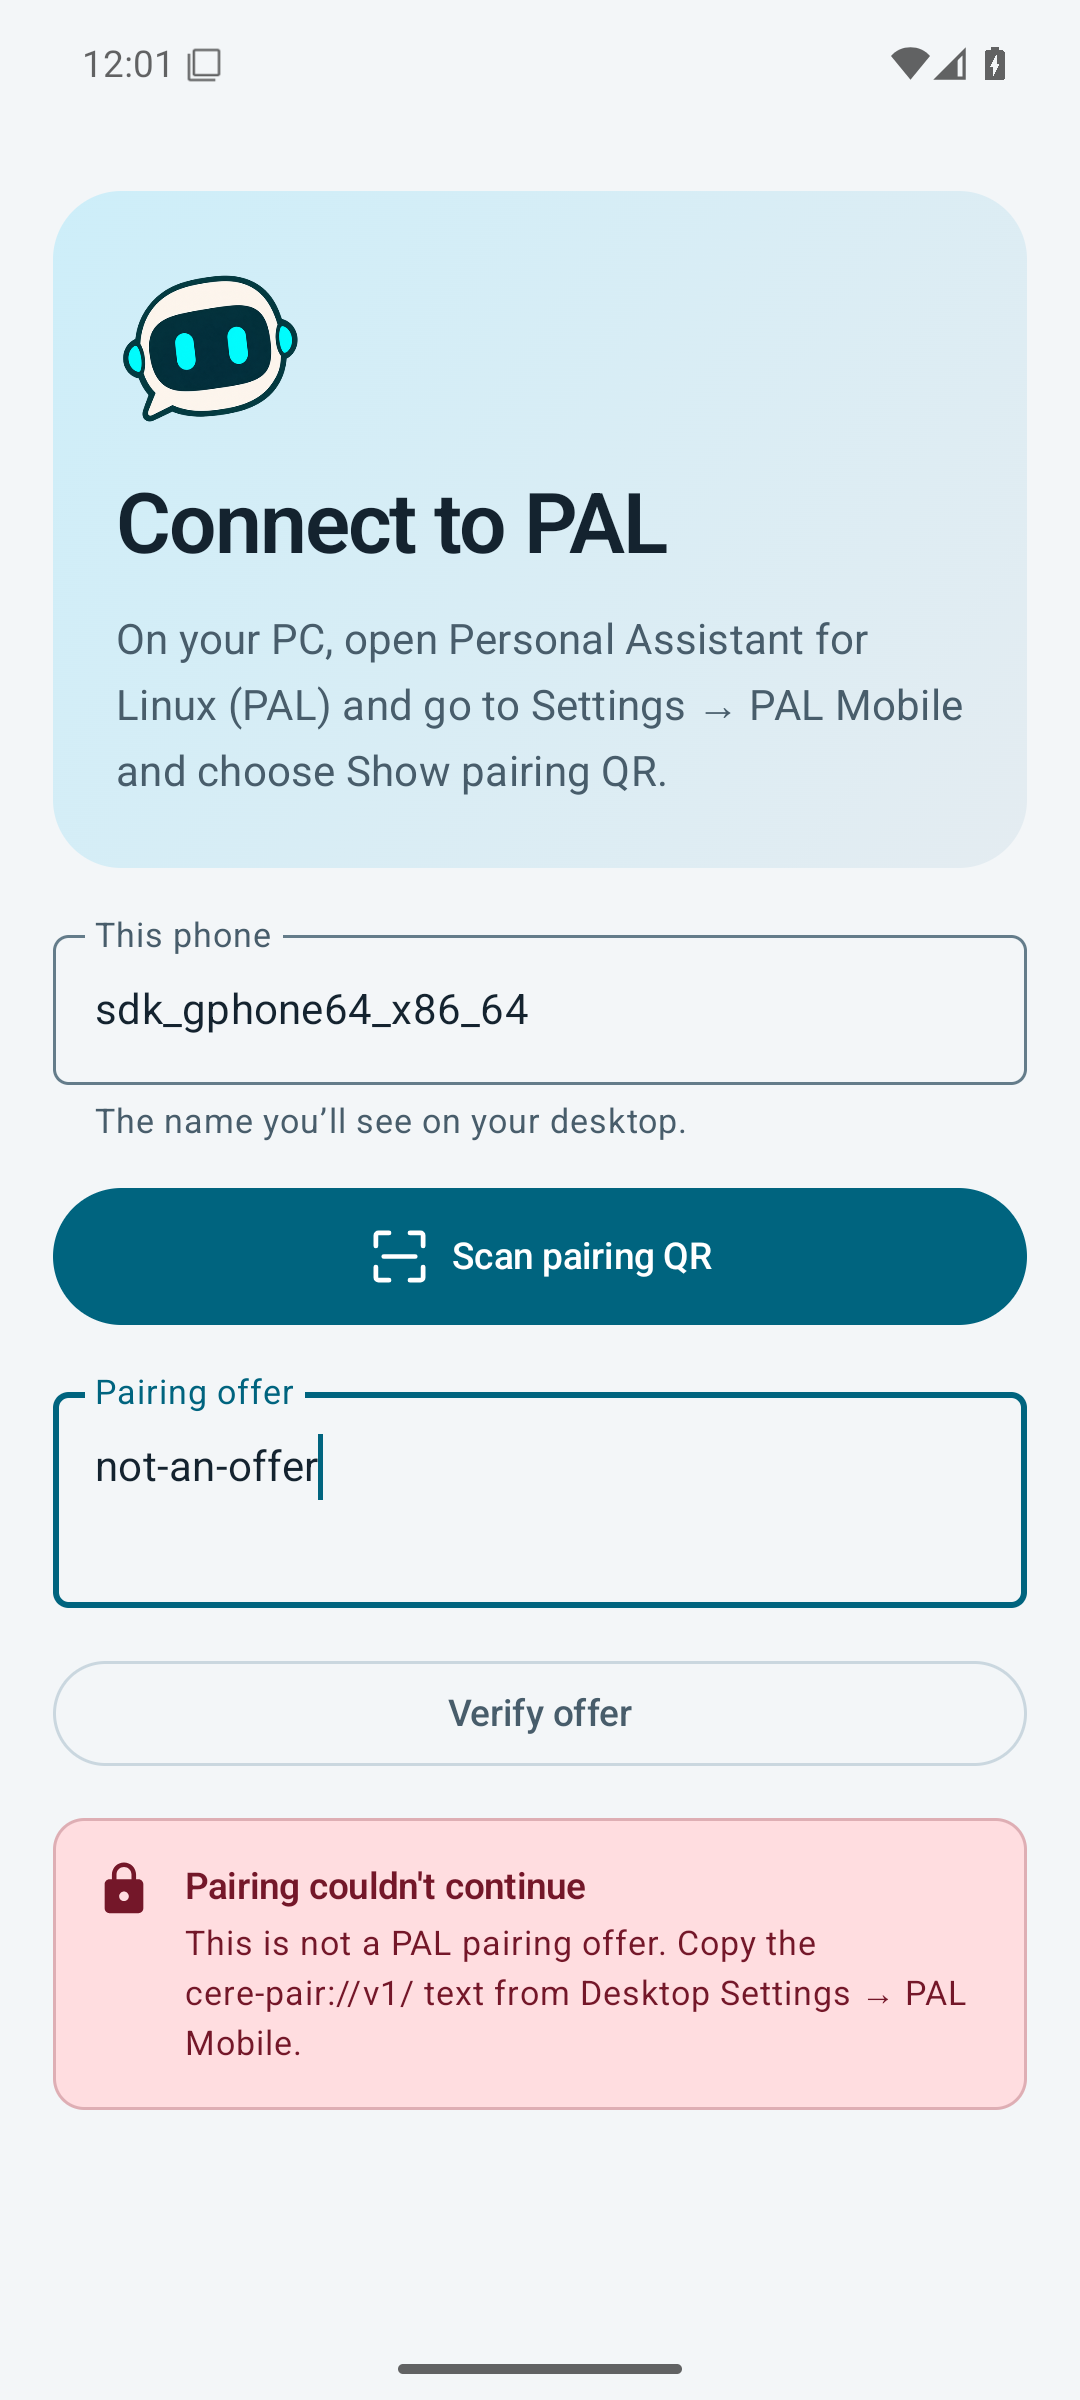 12:01
Connect to PAL
On your PC, open Personal Assistant for
Linux (PAL) and go to Settings → PAL Mobile
and choose Show pairing QR.
This phone
sdk_gphone64_x86_64
The name you’ll see on your desktop.
Scan pairing QR
Pairing offer
not-an-offer
Verify offer
Pairing couldn't continue
This is not a PAL pairing offer. Copy the
cere-pair://v1/ text from Desktop Settings → PAL
Mobile.